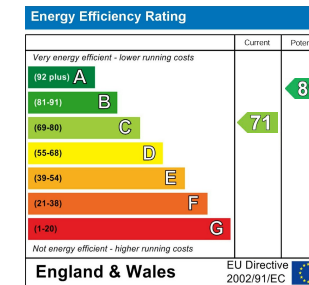 Energy Efficiency Rating
Current
Very energy efficient - lower running costs
(92 plus) A
(81-91) B
(69-80) C
71
(55-68) D
(39-54) E
(21-38) F
(1-20) G
Not energy efficient - higher running costs
England & Wales
EU Directive
2002/91/EC